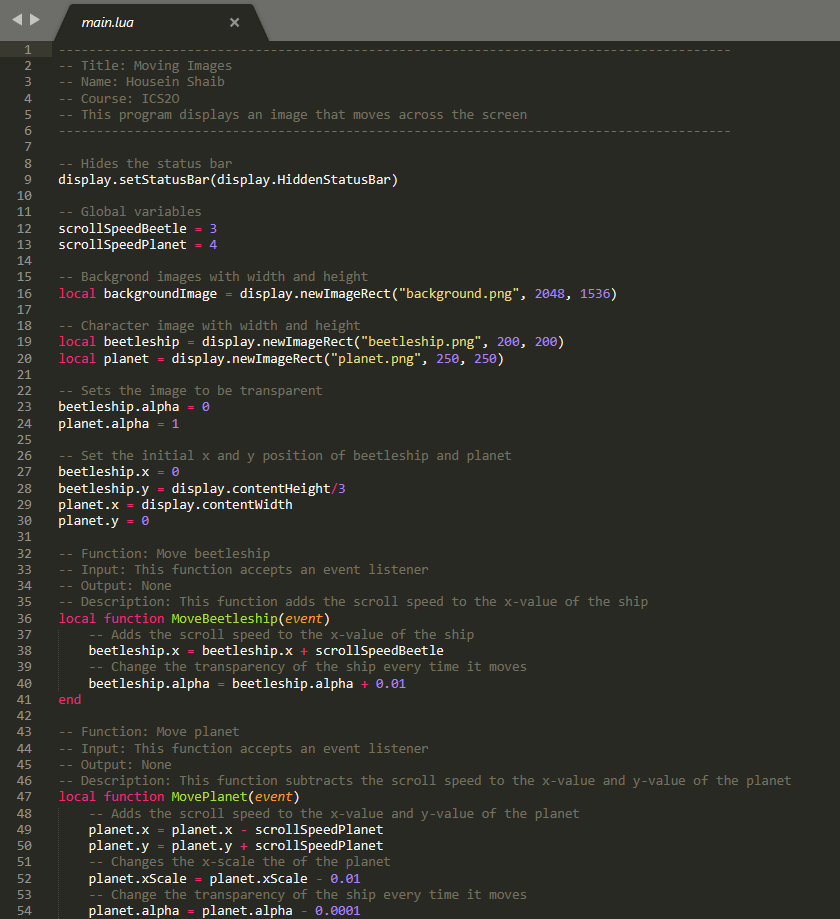 main.lua
1 -----------------------------------------------------------------------------------------
2 -- Title: Moving Images
3 -- Name: Housein Shaib
4 -- Course: ICS2O
5 -- This program displays an image that moves across the screen
6 -----------------------------------------------------------------------------------------
7
8 -- Hides the status bar
9 display.setStatusBar(display.HiddenStatusBar)
10
11 -- Global variables
12 scrollSpeedBeetle = 3
13 scrollSpeedPlanet = 4
14
15 -- Backgrond images with width and height
16 local backgroundImage = display.newImageRect("background.png", 2048, 1536)
17
18 -- Character image with width and height
19 local beetleship = display.newImageRect("beetleship.png", 200, 200)
20 local planet = display.newImageRect("planet.png", 250, 250)
21
22 -- Sets the image to be transparent
23 beetleship.alpha = 0
24 planet.alpha = 1
25
26 -- Set the initial x and y position of beetleship and planet
27 beetleship.x = 0
28 beetleship.y = display.contentHeight/3
29 planet.x = display.contentWidth
30 planet.y = 0
31
32 -- Function: Move beetleship
33 -- Input: This function accepts an event listener
34 -- Output: None
35 -- Description: This function adds the scroll speed to the x-value of the ship
36 local function MoveBeetleship(event)
37 -- Adds the scroll speed to the x-value of the ship
38 beetleship.x = beetleship.x + scrollSpeedBeetle
39 -- Change the transparency of the ship every time it moves
40 beetleship.alpha = beetleship.alpha + 0.01
41 end
42
43 -- Function: Move planet
44 -- Input: This function accepts an event listener
45 -- Output: None
46 -- Description: This function subtracts the scroll speed to the x-value and y-value of the planet
47 local function MovePlanet(event)
48 -- Adds the scroll speed to the x-value and y-value of the planet
49 planet.x = planet.x - scrollSpeedPlanet
50 planet.y = planet.y + scrollSpeedPlanet
51 -- Changes the x-scale the of the planet
52 planet.xScale = planet.xScale - 0.01
53 -- Change the transparency of the ship every time it moves
54 planet.alpha = planet.alpha - 0.0001